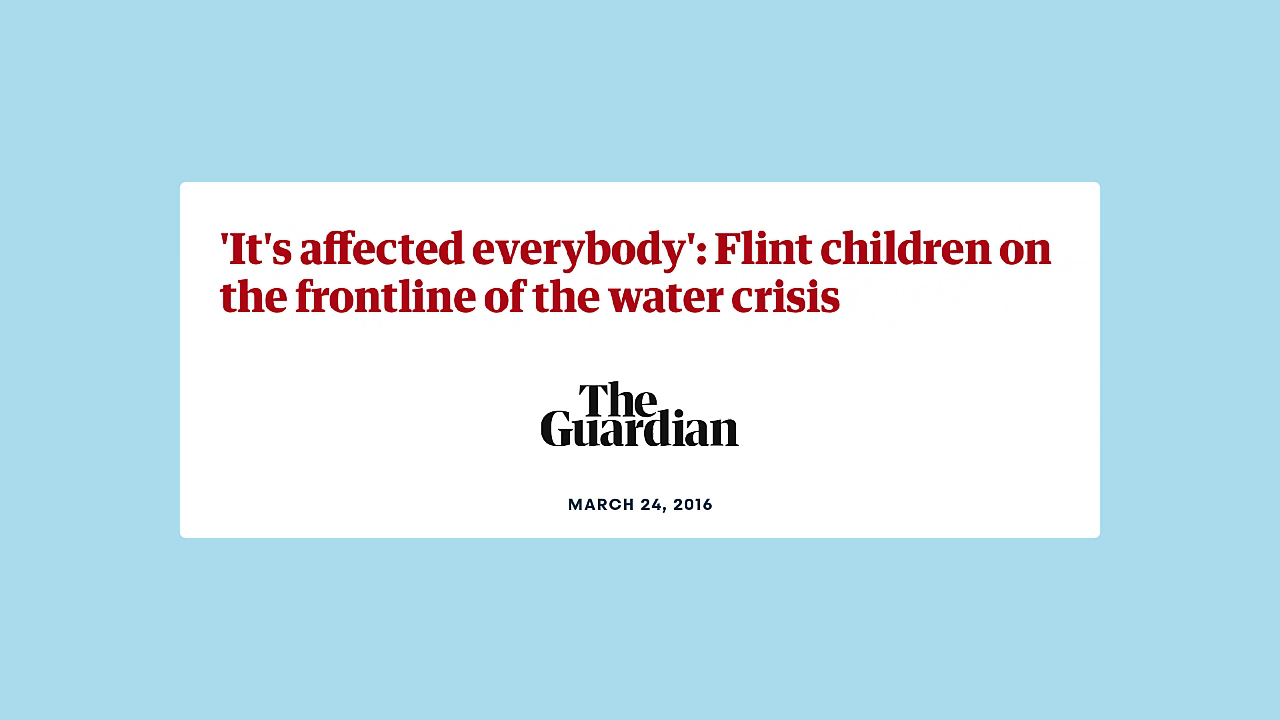 'It's affected everybody': Flint children on
the frontline of the water crisis
The
Guardian
MARCH 24, 2016